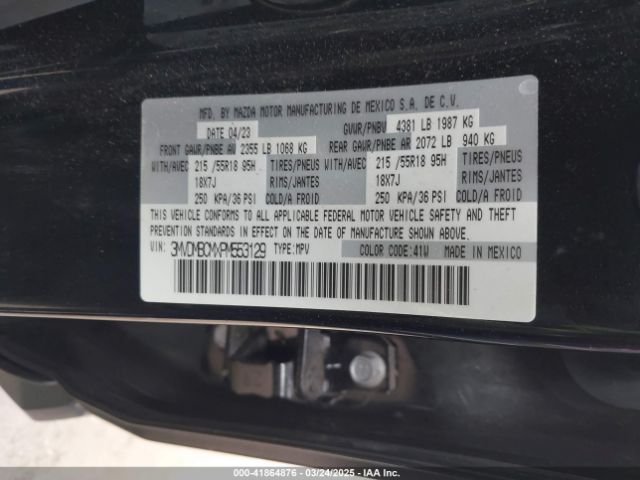 MFD. BY MAZDA MOTOR MANUFACTURING DE MEXICO S.A. DE C.V.
DATE 04/23 GVWR/PNBV 4381 LB 1987 KG
FRONT GAWR/PNBE AV 2355 LB 1068 KG REAR GAWR/PNBE AR 2072 LB 940 KG
WITH/AVEC 215 /55R18 95H TIRES/PNEUS WITH/AVEC 215 /55R18 95H TIRES/PNEUS
18X7J RIMS/JANTES 18X7J RIMS/JANTES
250 KPA/36 PSI COLD/A FROID 250 KPA/36 PSI COLD/A FROID
THIS VEHICLE CONFORMS TO ALL APPLICABLE FEDERAL MOTOR VEHICLE SAFETY AND THEFT
PREVENTION STANDARDS IN EFFECT ON THE DATE OF MANUFACTURE SHOWN ABOVE.
VIN: 3MVDMBCMXPM553129 TYPE:MPV COLOR CODE:41W MADE IN MEXICO
000-41864876 • 03/24/2025 • IAA Inc.